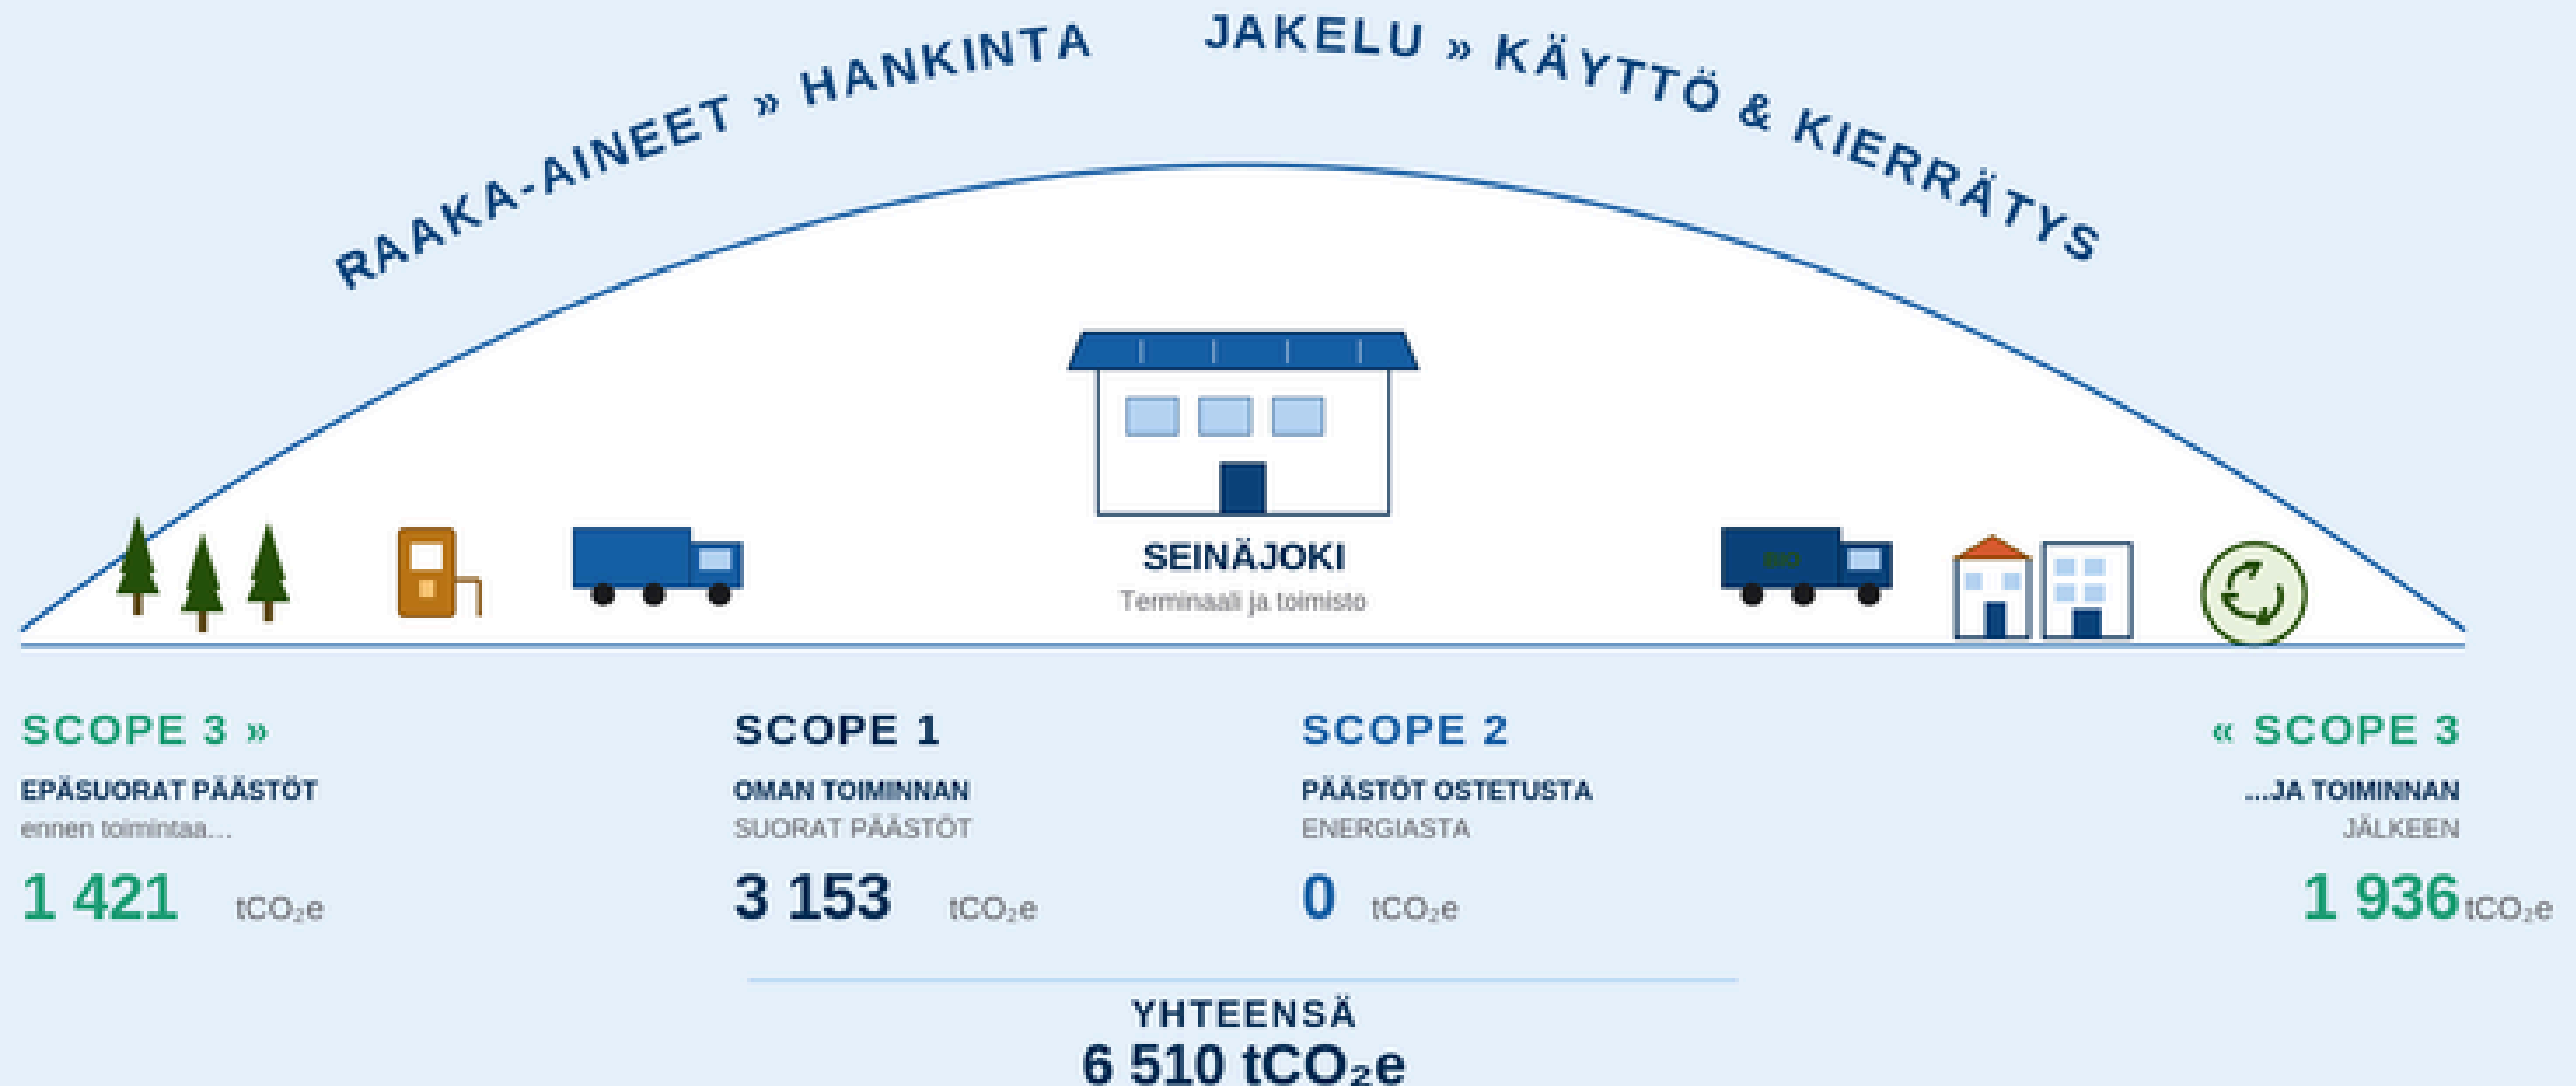 RAAKA-AINEET » HANKINTA
JAKELU » KÄYTTÖ & KIERRÄTYS
BIO
SEINÄJOKI
Terminaali ja toimisto
SCOPE 3 »
EPÄSUORAT PÄÄSTÖT
ennen toimintaa...
1 421 tCO₂e
SCOPE 1
OMAN TOIMINNAN
SUORAT PÄÄSTÖT
3 153 tCO₂e
SCOPE 2
PÄÄSTÖT OSTETUSTA
ENERGIASTA
0 tCO₂e
« SCOPE 3
...JA TOIMINNAN
JÄLKEEN
1 936 tCO₂e
YHTEENSÄ
6 510 tCO₂e